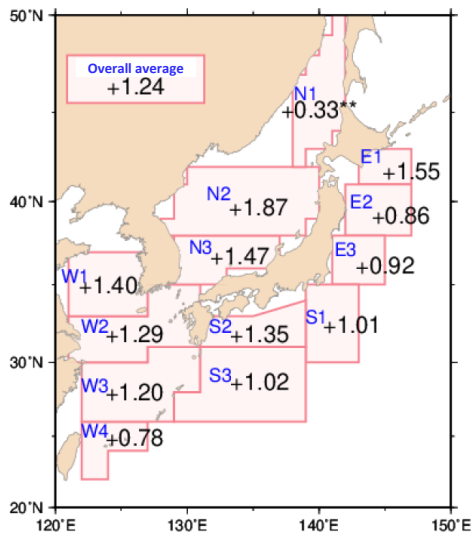 50˚N
Overall average
+1.24
N1
+0.33**
E1
+1.55
40˚N
N2
+1.87
E2
+0.86
N3
+1.47
E3
+0.92
W1
+1.40
W2
+1.29
S2
+1.35
S1
+1.01
30˚N
W3
+1.20
S3
+1.02
W4
+0.78
20˚N
120˚E
130˚E
140˚E
150˚E